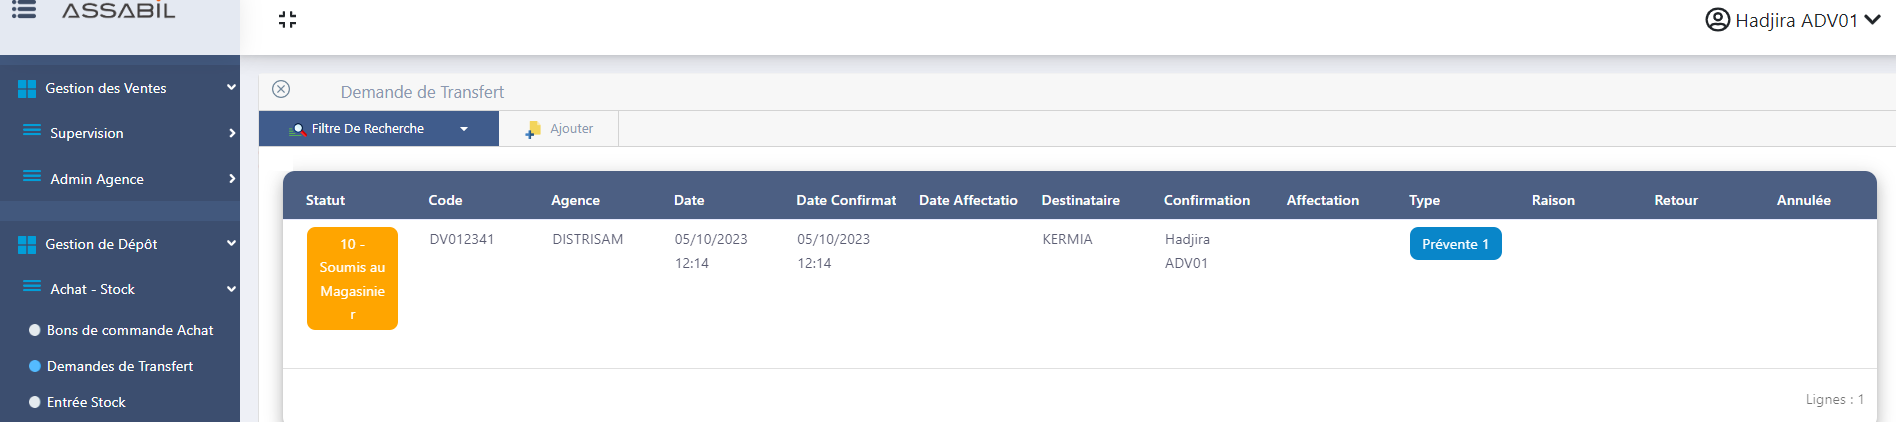 ASSABIL
Hadjira ADV01
Gestion des Ventes
Supervision
Admin Agence
Gestion de Dépôt
Achat - Stock
Bons de commande Achat
Demandes de Transfert
Entrée Stock
Demande de Transfert
Filtre De Recherche
Ajouter
Statut Code Agence Date Date Confirmat Date Affectatio Destinataire Confirmation Affectation Type Raison Retour Annulée
10 -
Soumis au
Magasinie
r
DV012341
DISTRISAM
05/10/2023
12:14
05/10/2023
12:14
KERMIA
Hadjira
ADV01
Prévente 1
Lignes : 1